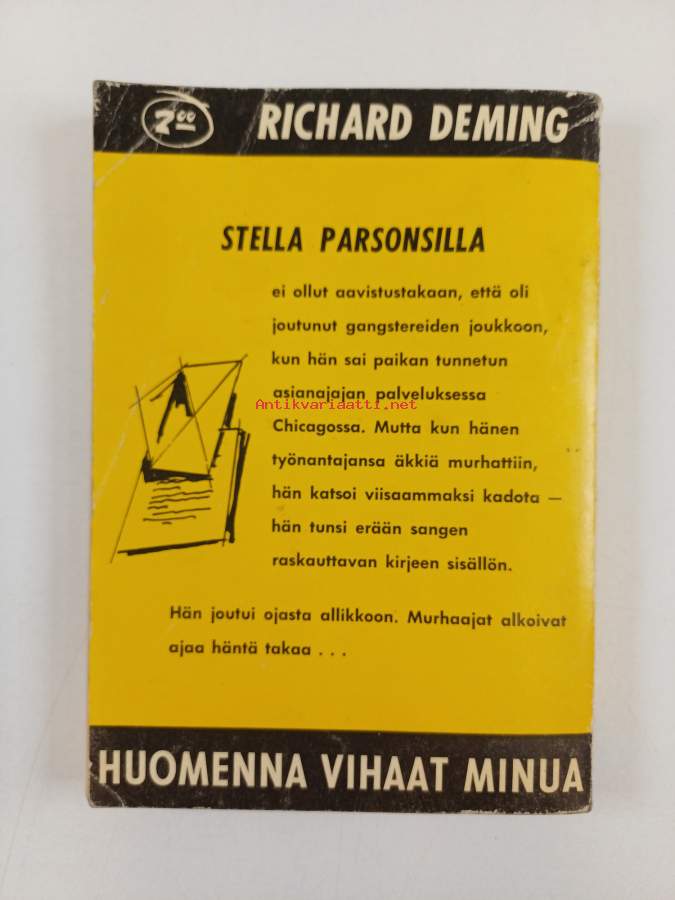 2.00 RICHARD DEMING
STELLA PARSONSILLA
ei ollut aavistustakaan, että oli
joutunut gangstereiden joukkoon,
kun hän sai paikan tunnetun
asianajajan palveluksessa
Antikvariaatti.net
Chicagossa. Mutta kun hänen
työnantajansa äkkiä murhattiin,
hän katsoi viisaammaksi kadota —
hän tunsi erään sangen
raskauttavan kirjeen sisällön.
Hän joutui ojasta allikkoon. Murhaajat alkoivat
ajaa häntä takaa . . .
HUOMENNA VIHAAT MINUA